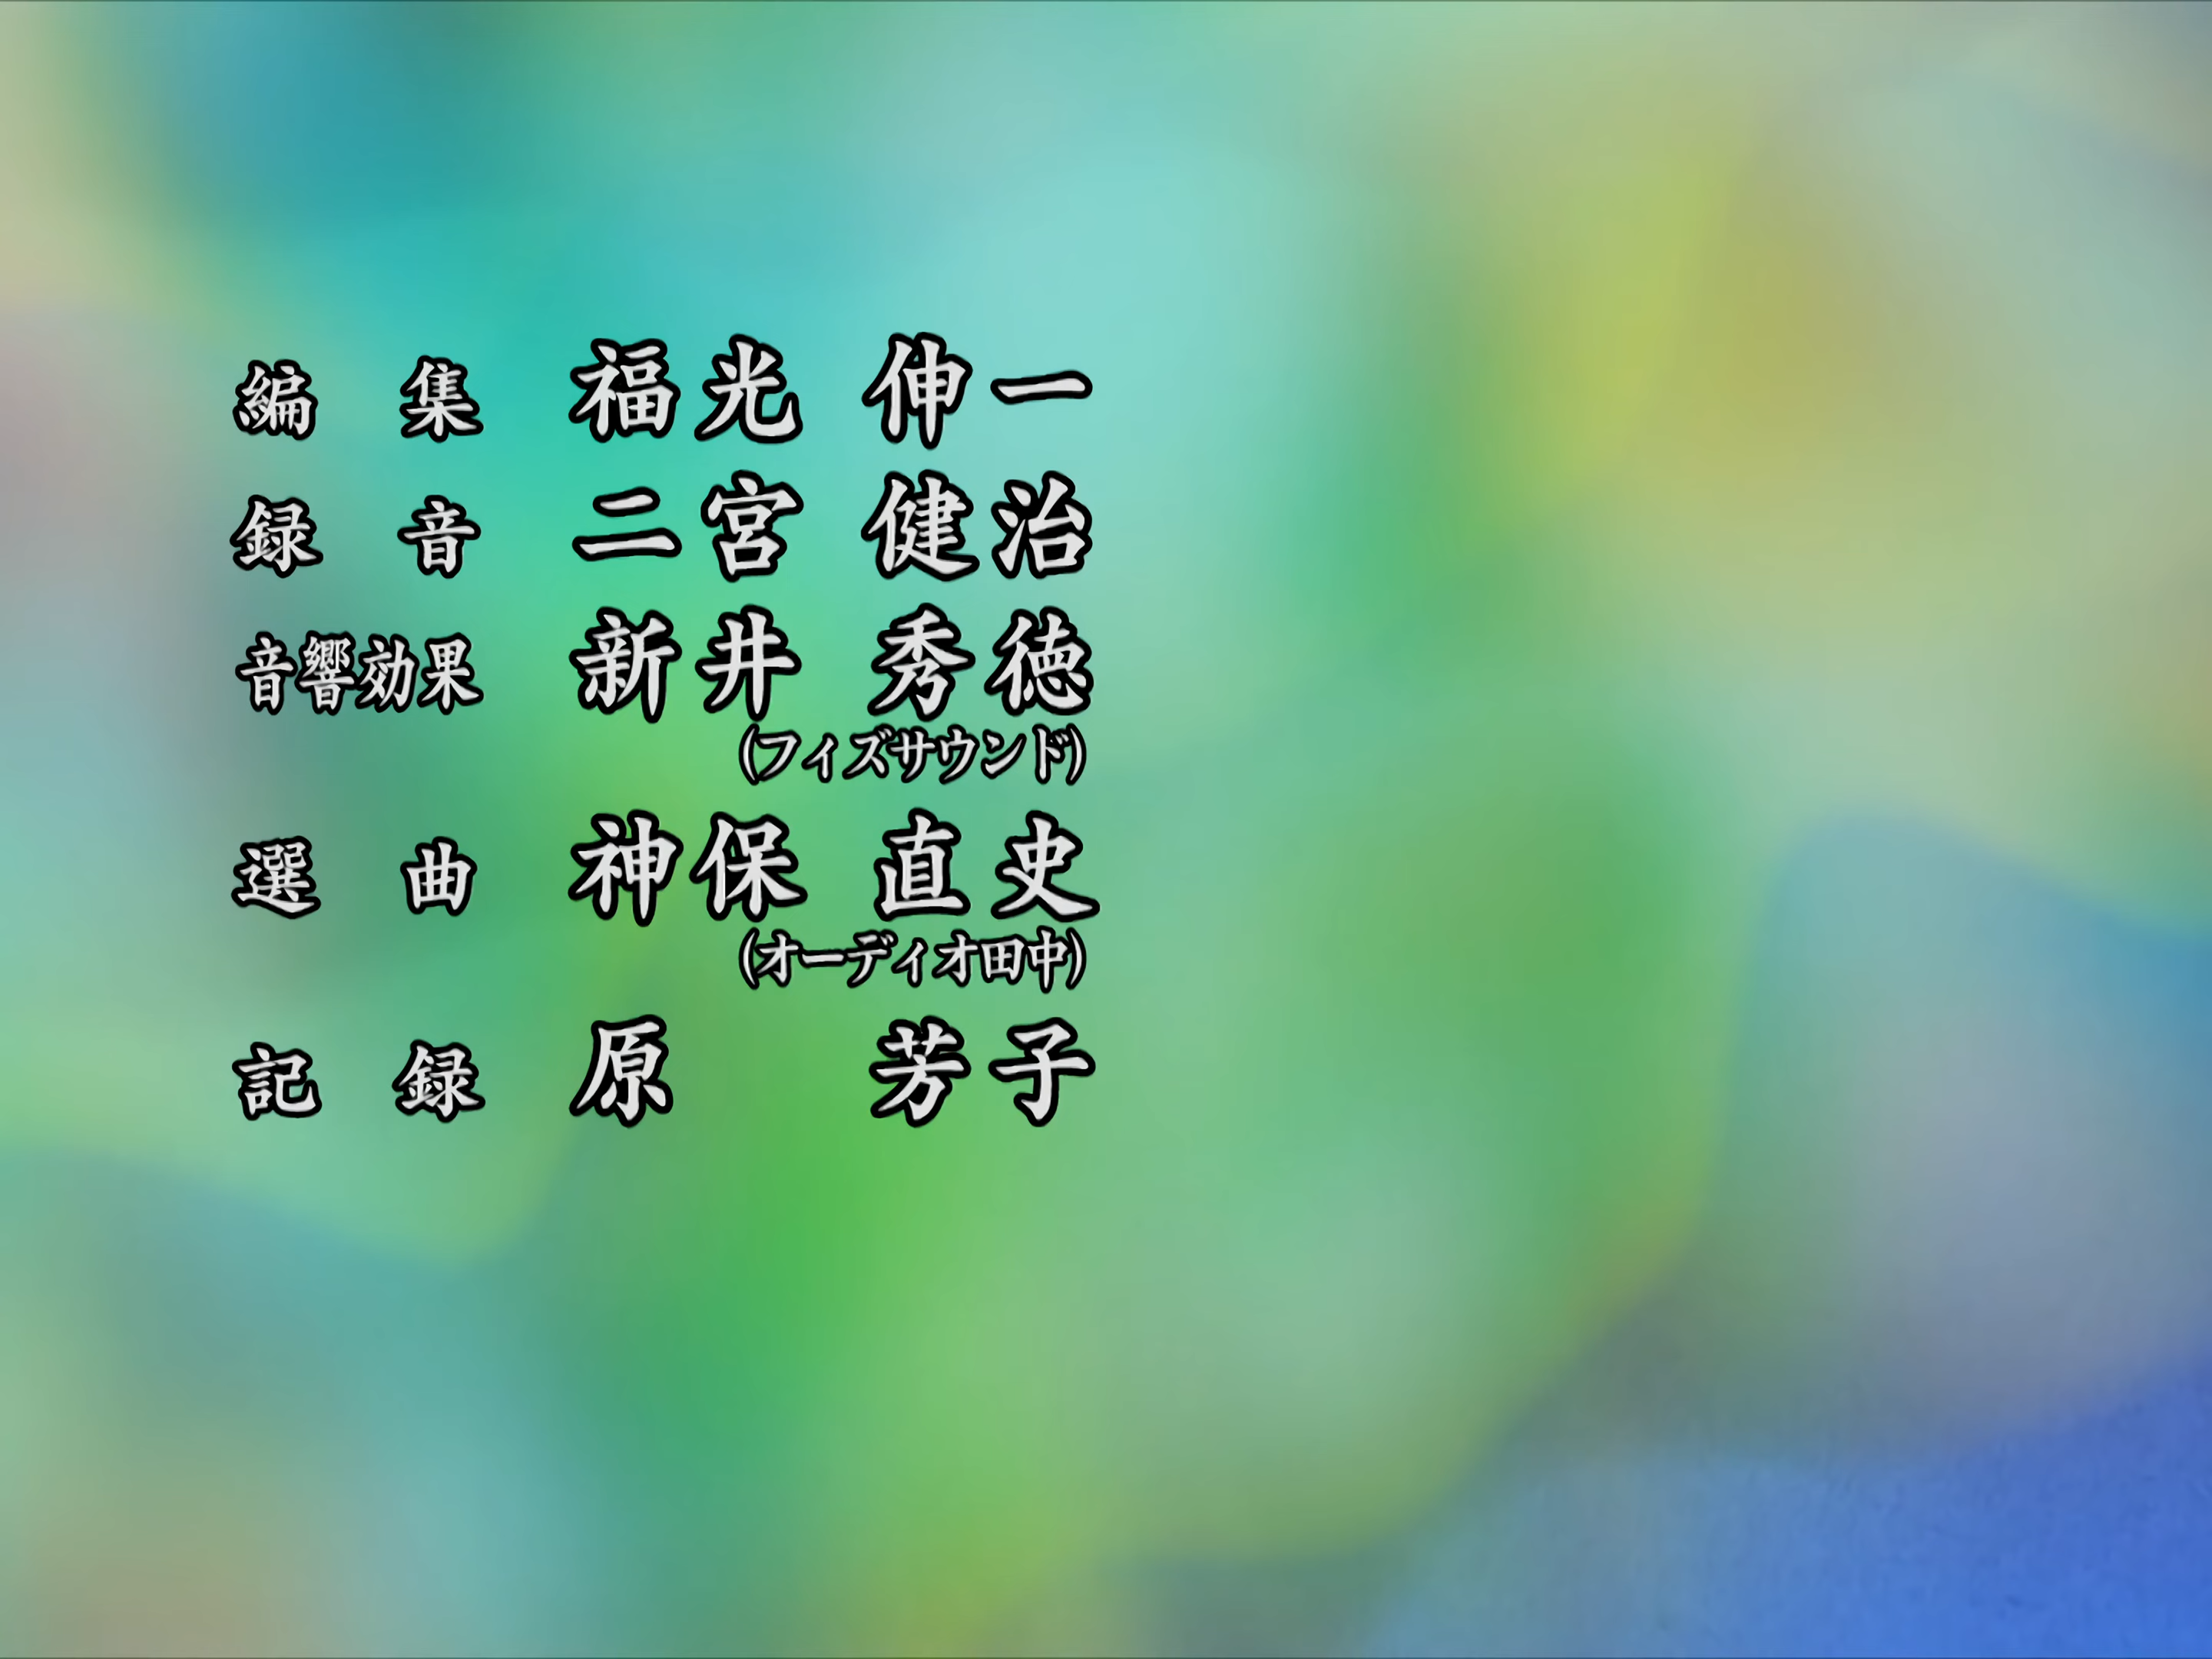 編　集　福光　伸一
録　音　二宮　健治
音響効果　新井　秀徳
（フィズサウンド）
選　曲　神保　直史
（オーディオ田中）
記　録　原　　芳子